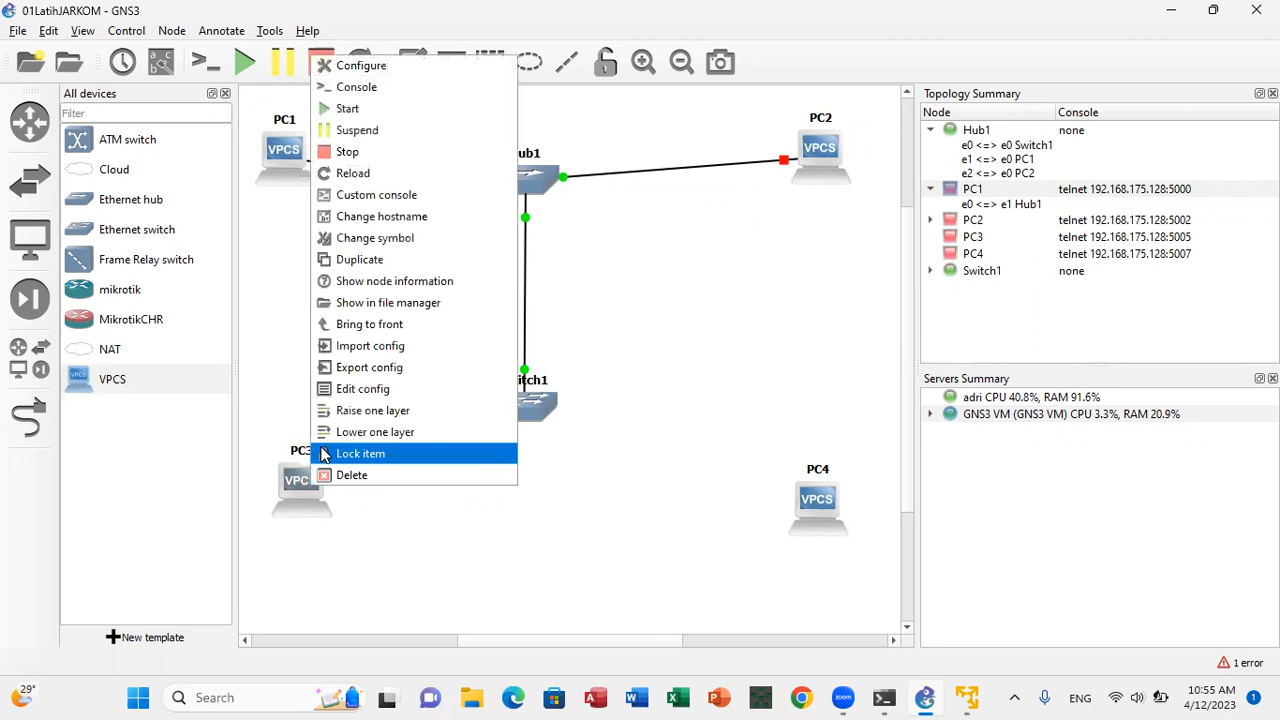 01LatihJARKOM - GNS3
File Edit View Control Node Annotate Tools Help
All devices
Filter
ATM switch
Cloud
Ethernet hub
Ethernet switch
Frame Relay switch
mikrotik
MikrotikCHR
NAT
VPCS
VPCS
New template
PC1
VPCS
Configure
Console
Start
Suspend
Stop
Reload
Custom console
Change hostname
Change symbol
Duplicate
Show node information
Show in file manager
Bring to front
Import config
Export config
Edit config
Raise one layer
Lower one layer
Lock item
Delete
ub1
PC2
VPCS
itch1
PC3
VPC
PC4
VPCS
Topology Summary
Node Console
Hub1 none
e0 <=> e0 Switch1
e1 <=> e0 PC1
e2 <=> e0 PC2
PC1 telnet 192.168.175.128:5000
e0 <=> e1 Hub1
PC2 telnet 192.168.175.128:5002
PC3 telnet 192.168.175.128:5005
PC4 telnet 192.168.175.128:5007
Switch1 none
Servers Summary
adri CPU 40.8%, RAM 91.6%
GNS3 VM (GNS3 VM) CPU 3.3%, RAM 20.9%
1 error
29°
Search
zoom
ENG
10:55 AM
4/12/2023
1